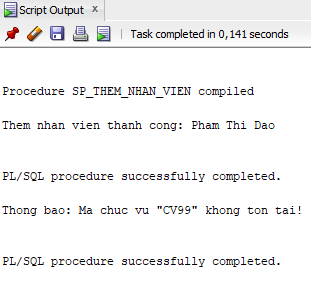 Script Output x
Task completed in 0,141 seconds
Procedure SP_THEM_NHAN_VIEN compiled
Them nhan vien thanh cong: Pham Thi Dao
PL/SQL procedure successfully completed.
Thong bao: Ma chuc vu "CV99" khong ton tai!
PL/SQL procedure successfully completed.